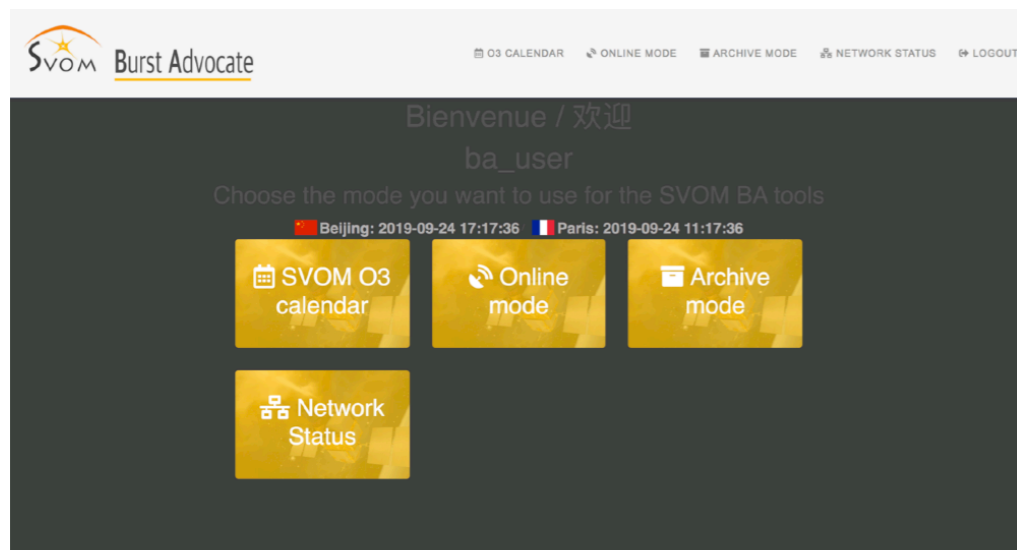 SVOM Burst Advocate
O3 CALENDAR ONLINE MODE ARCHIVE MODE NETWORK STATUS LOGOUT
Bienvenue / 欢迎
ba_user
Choose the mode you want to use for the SVOM BA tools
Beijing: 2019-09-24 17:17:36 Paris: 2019-09-24 11:17:36
SVOM O3
calendar
Online
mode
Archive
mode
Network
Status